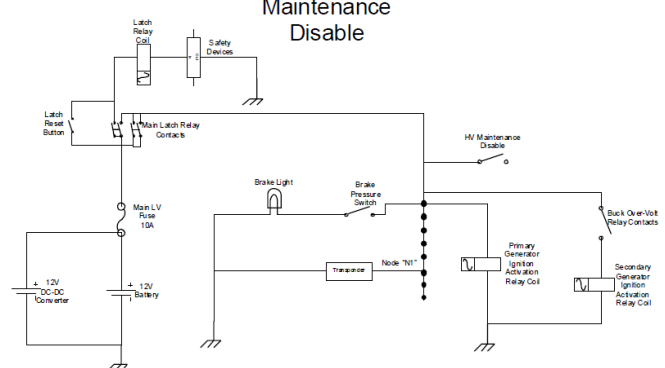 Maintenance
Disable
Latch
Relay
Coil
Safety
Devices
Latch
Reset
Button
Main Latch Relay
Contacts
HV Maintenance
Disable
Brake Light
Brake
Pressure
Switch
Main LV
Fuse
10A
Buck Over-Volt
Relay Contacts
Primary
Generator
Ignition
Activation
Relay Coil
Node "N1"
Transponder
Secondary
Generator
Ignition
Activation
Relay Coil
12V
DC-DC
Converter
12V
Battery